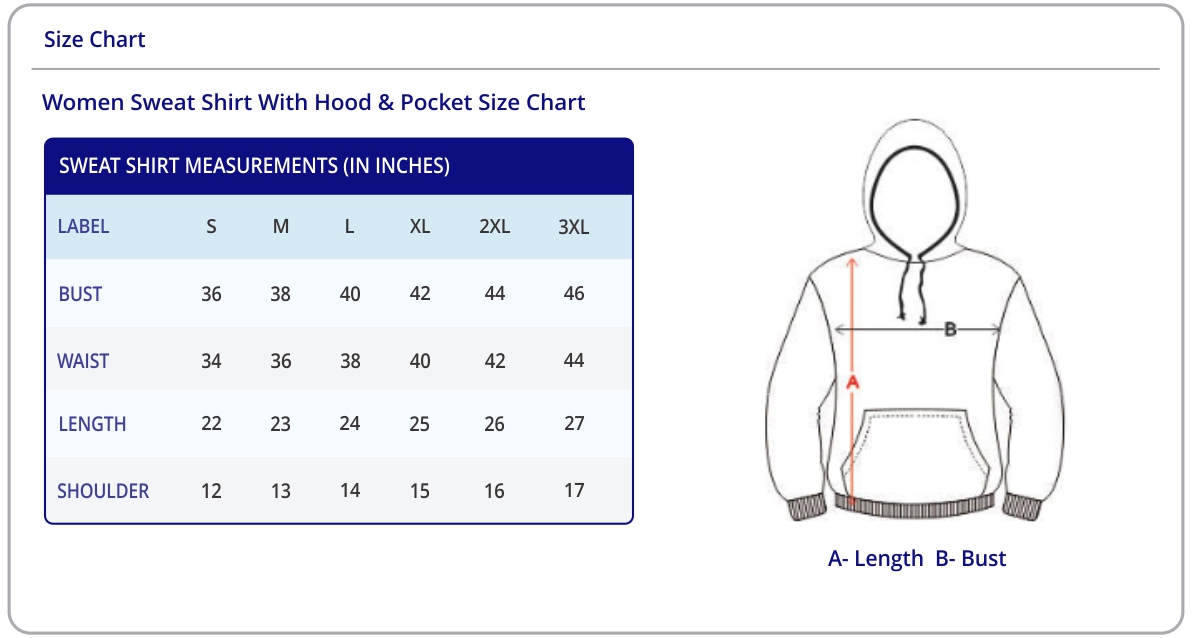 Size Chart
Women Sweat Shirt With Hood & Pocket Size Chart
SWEAT SHIRT MEASUREMENTS (IN INCHES)
LABEL S M L XL 2XL 3XL
BUST 36 38 40 42 44 46
WAIST 34 36 38 40 42 44
LENGTH 22 23 24 25 26 27
SHOULDER 12 13 14 15 16 17
B
A
A- Length B- Bust